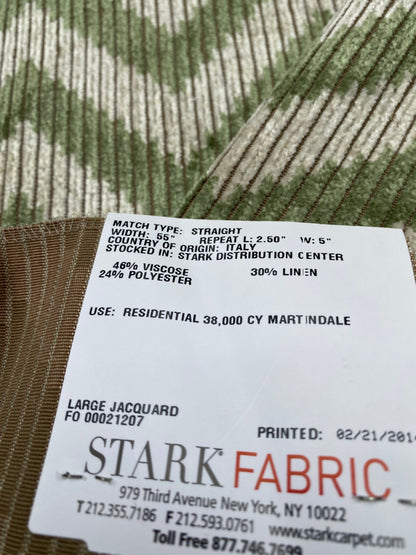 MATCH TYPE: STRAIGHT
WIDTH: 55" REPEAT L: 2.50" W: 5"
COUNTRY OF ORIGIN: ITALY
STOCKED IN: STARK DISTRIBUTION CENTER
46% VISCOSE 30% LINEN
24% POLYESTER
USE: RESIDENTIAL 38,000 CY MARTINDALE
LARGE JACQUARD
FO 00021207
PRINTED: 02/21/2014
STARK FABRIC
979 Third Avenue New York, NY 10022
T 212.355.7186 F 212.593.0761 www.starkcarpet.com
Toll Free 877.746.7699